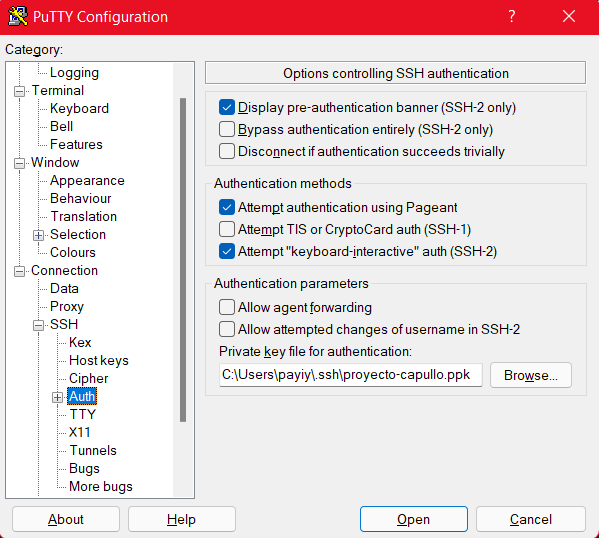 PuTTY Configuration
?
Category:
Logging
Terminal
Keyboard
Bell
Features
Window
Appearance
Behaviour
Translation
Selection
Colours
Connection
Data
Proxy
SSH
Kex
Host keys
Cipher
Auth
TTY
X11
Tunnels
Bugs
More bugs
Options controlling SSH authentication
Display pre-authentication banner (SSH-2 only)
Bypass authentication entirely (SSH-2 only)
Disconnect if authentication succeeds trivially
Authentication methods
Attempt authentication using Pageant
Attempt TIS or CryptoCard auth (SSH-1)
Attempt "keyboard-interactive" auth (SSH-2)
Authentication parameters
Allow agent forwarding
Allow attempted changes of username in SSH-2
Private key file for authentication:
C:\Users\payiy\.ssh\proyecto-capullo.ppk Browse...
About Help Open Cancel